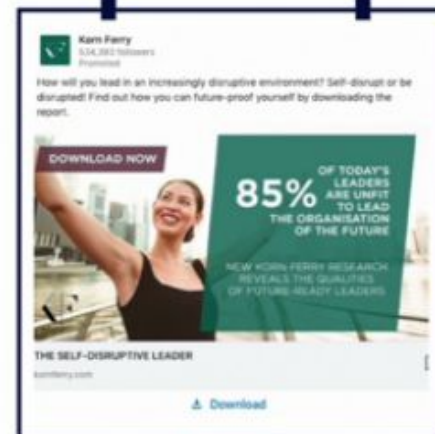 Korn Ferry
Promoted
How will you lead in an increasingly disruptive environment? Self-disrupt or be
disrupted! Find out how you can future-proof yourself by downloading the
report.
DOWNLOAD NOW
85%
OF TODAY'S
LEADERS
ARE UNFIT
TO LEAD
THE ORGANISATION
OF THE FUTURE
NEW KORN FERRY RESEARCH
REVEALS THE QUALITIES
OF FUTURE-READY LEADERS
THE SELF-DISRUPTIVE LEADER
kornferry.com
Download